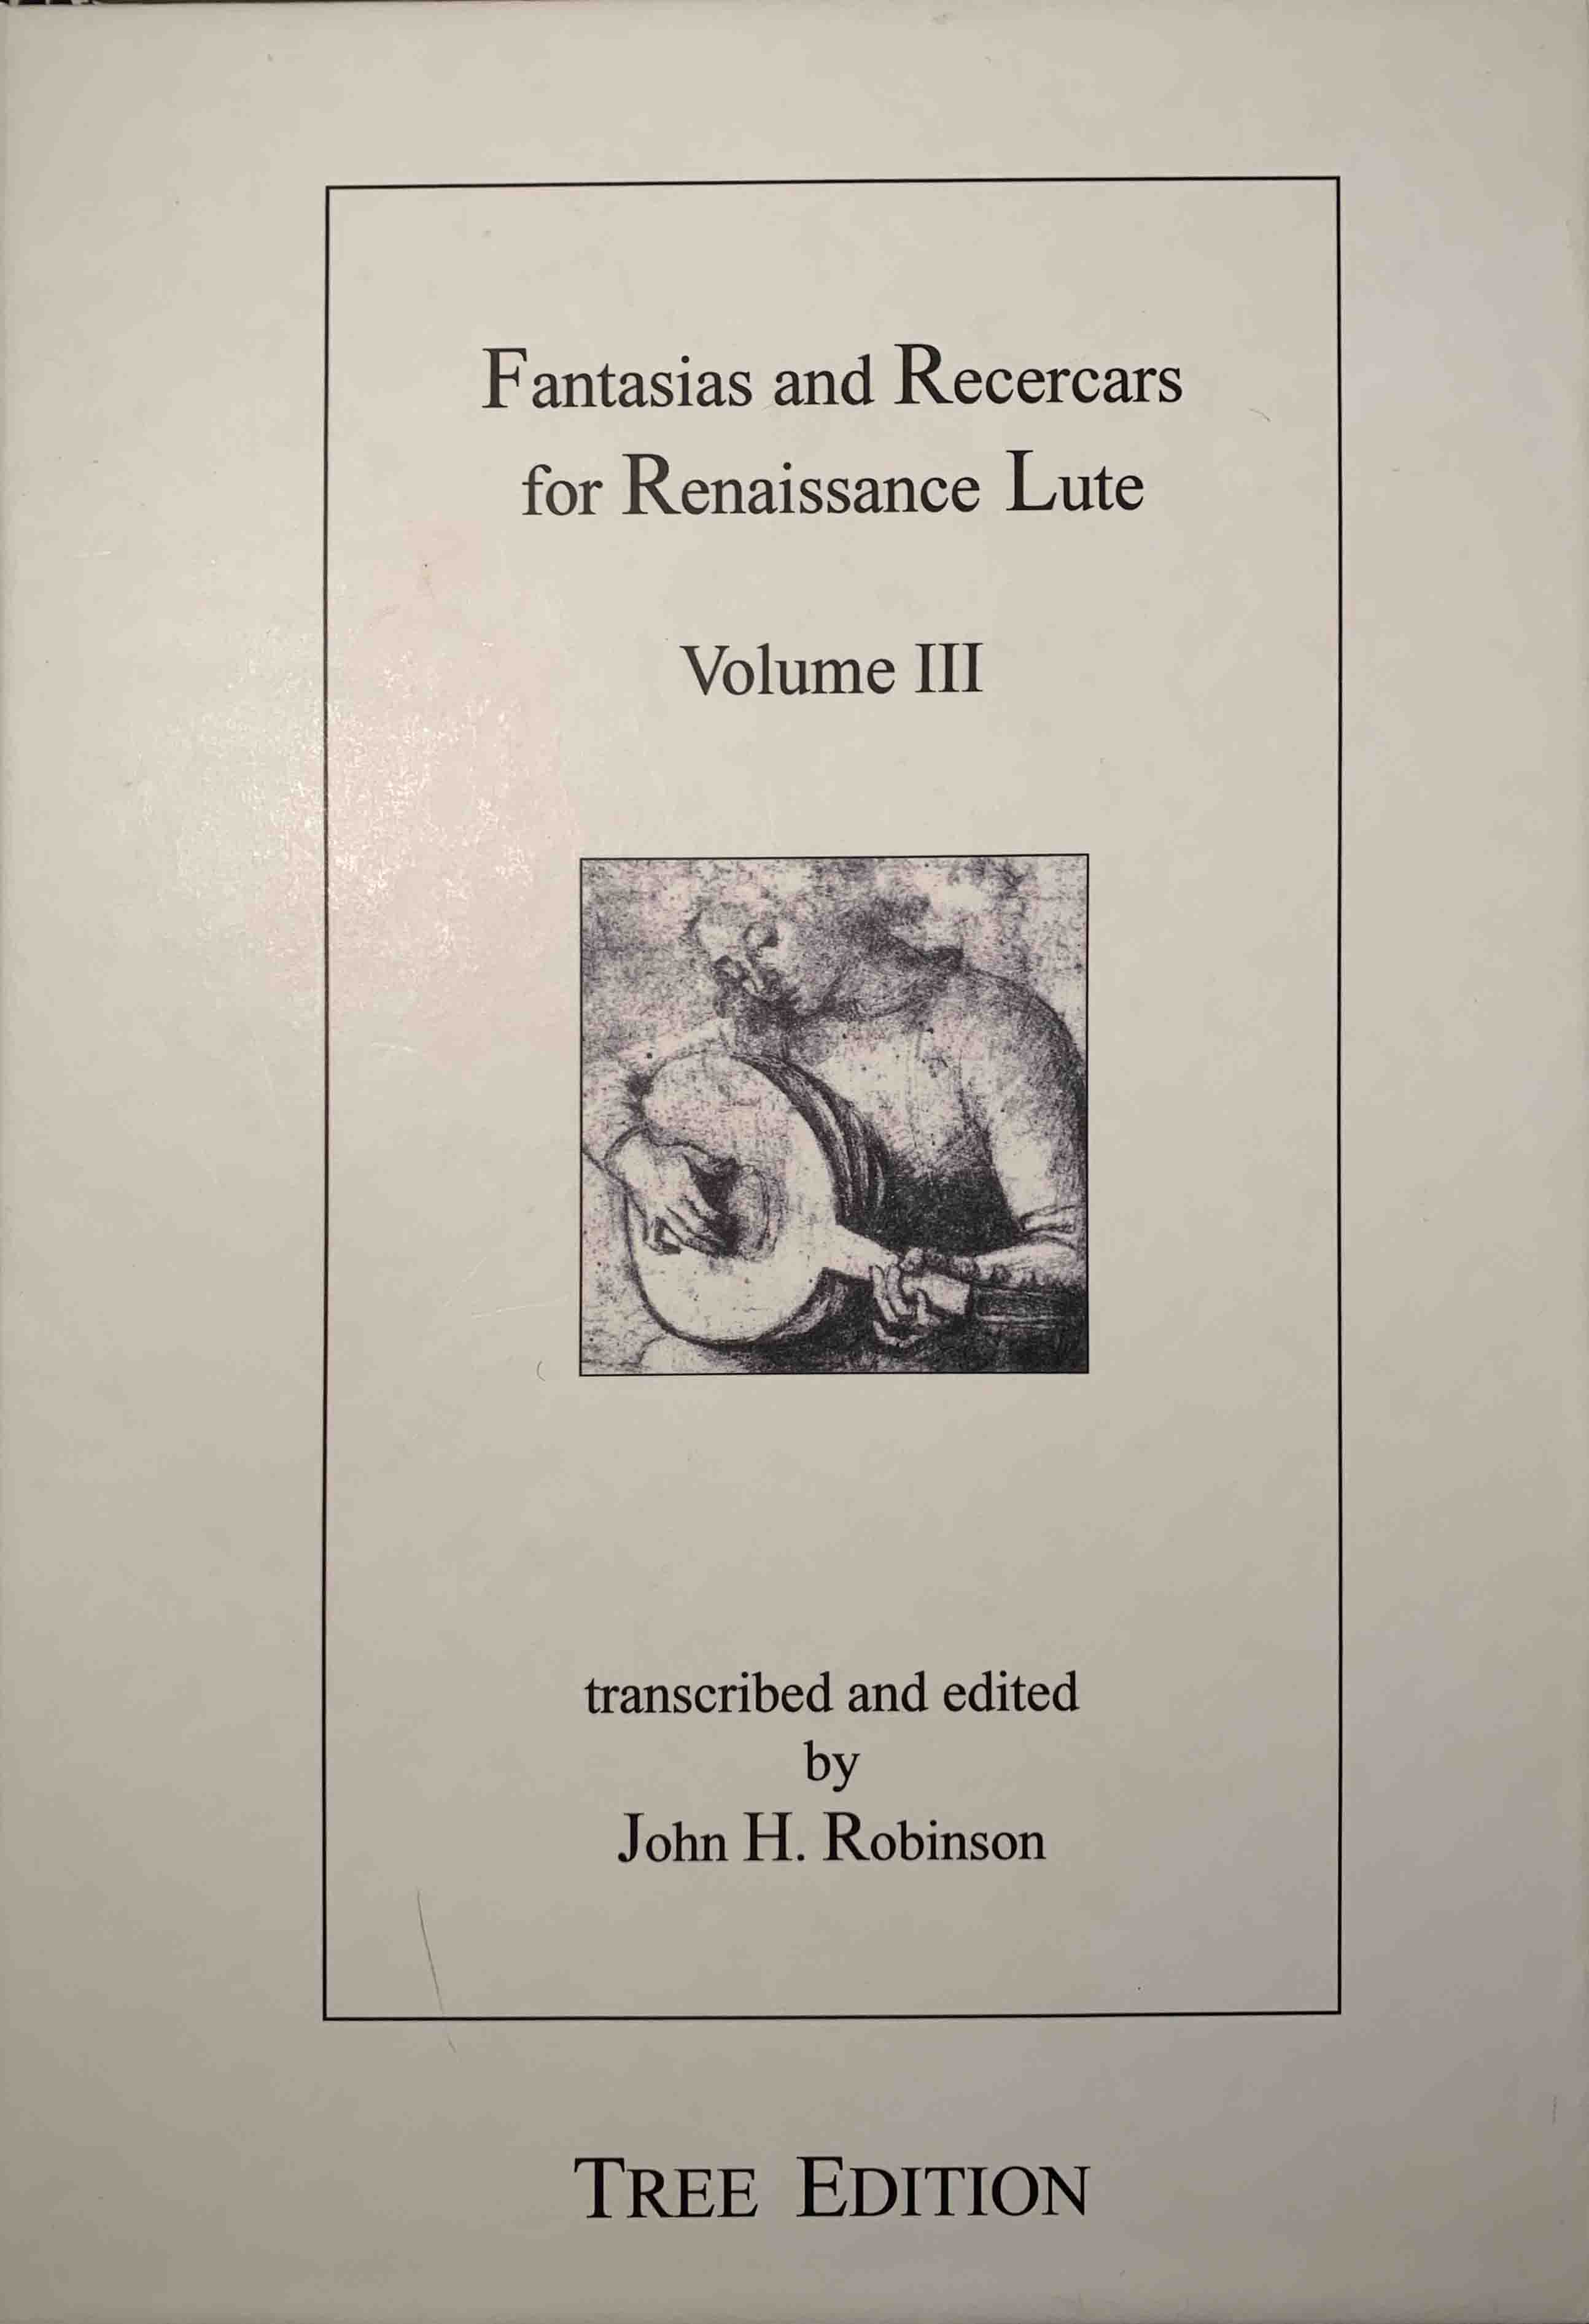 Fantasias and Recercars
for Renaissance Lute
Volume III
transcribed and edited
by
John H. Robinson
TREE EDITION